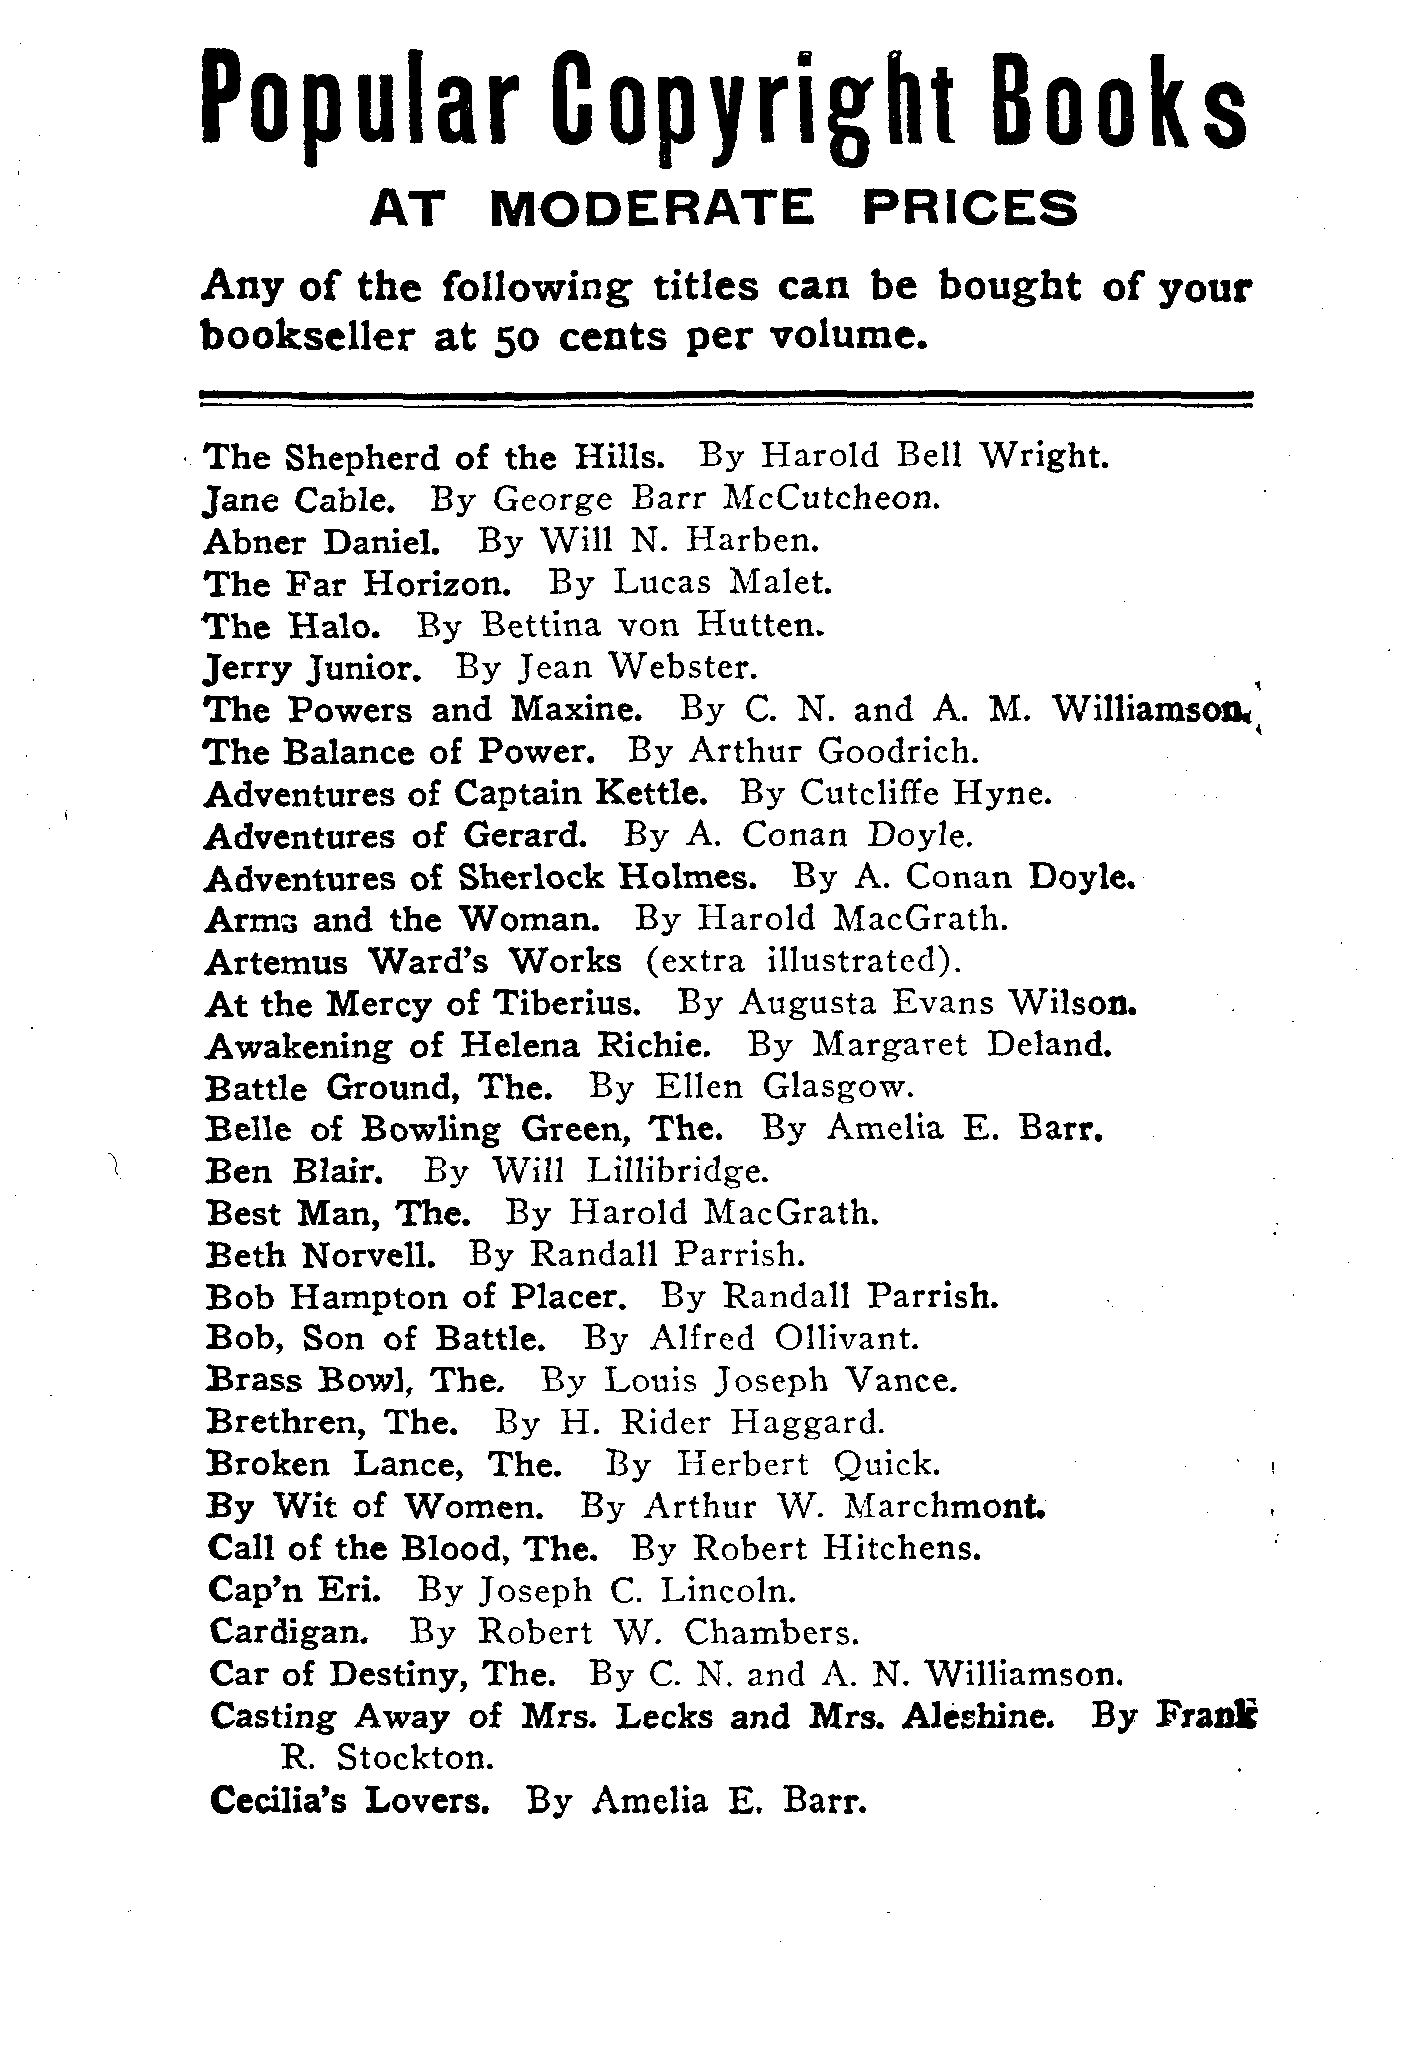 Popular Copyright Books
AT MODERATE PRICES
Any of the following titles can be bought of your
bookseller at 50 cents per volume.
The Shepherd of the Hills. By Harold Bell Wright.
Jane Cable. By George Barr McCutcheon.
Abner Daniel. By Will N. Harben.
The Far Horizon. By Lucas Malet.
The Halo. By Bettina von Hutten.
Jerry Junior. By Jean Webster.
The Powers and Maxine. By C. N. and A. M. Williamson.
The Balance of Power. By Arthur Goodrich.
Adventures of Captain Kettle. By Cutcliffe Hyne.
Adventures of Gerard. By A. Conan Doyle.
Adventures of Sherlock Holmes. By A. Conan Doyle.
Arms and the Woman. By Harold MacGrath.
Artemus Ward's Works (extra illustrated).
At the Mercy of Tiberius. By Augusta Evans Wilson.
Awakening of Helena Richie. By Margaret Deland.
Battle Ground, The. By Ellen Glasgow.
Belle of Bowling Green, The. By Amelia E. Barr.
Ben Blair. By Will Lillibridge.
Best Man, The. By Harold MacGrath.
Beth Norvell. By Randall Parrish.
Bob Hampton of Placer. By Randall Parrish.
Bob, Son of Battle. By Alfred Ollivant.
Brass Bowl, The. By Louis Joseph Vance.
Brethren, The. By H. Rider Haggard.
Broken Lance, The. By Herbert Quick.
By Wit of Women. By Arthur W. Marchmont.
Call of the Blood, The. By Robert Hitchens.
Cap'n Eri. By Joseph C. Lincoln.
Cardigan. By Robert W. Chambers.
Car of Destiny, The. By C. N. and A. N. Williamson.
Casting Away of Mrs. Lecks and Mrs. Aleshine. By Frank
R. Stockton.
Cecilia's Lovers. By Amelia E. Barr.